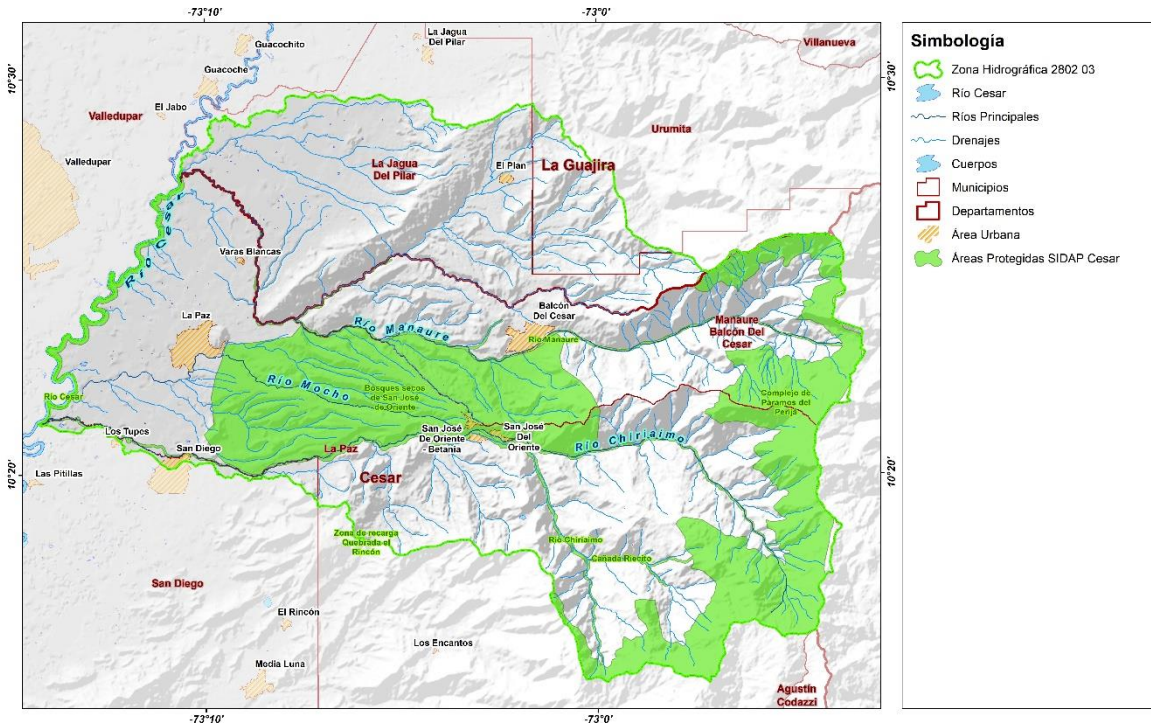 -73°10'
-73°0'
Guacochito
La Jagua
Del Pilar
Villanueva
Guacoche
10°30'
10°30'
El Jabo
Valledupar
Urumita
Valledupar
La Jagua
Del Pilar
El Plan
La Guajira
Río Cesar
Varas Blancas
La Paz
Balcón
Del Cesar
Río Manaure
Río Manaure
Manaure
Balcón Del
Cesar
Río Mocho
Bosques secos
de San José
de Oriente
Complejo de
Páramos del
Perijá
Río Cesar
Los Tupes
San Diego
La Paz
San José
De Oriente
- Betania
San José
Del
Oriente
Río Chiriaimo
Las Pitillas
10°20'
10°20'
Cesar
Zona de recarga
Quebrada el
Rincón
Río Chiriaimo
Cañada Riecito
San Diego
El Rincón
Los Encantos
Media Luna
Agustín
Codazzi
-73°10'
-73°0'
Simbología
Zona Hidrográfica 2802 03
Río Cesar
Ríos Principales
Drenajes
Cuerpos
Municipios
Departamentos
Área Urbana
Áreas Protegidas SIDAP Cesar